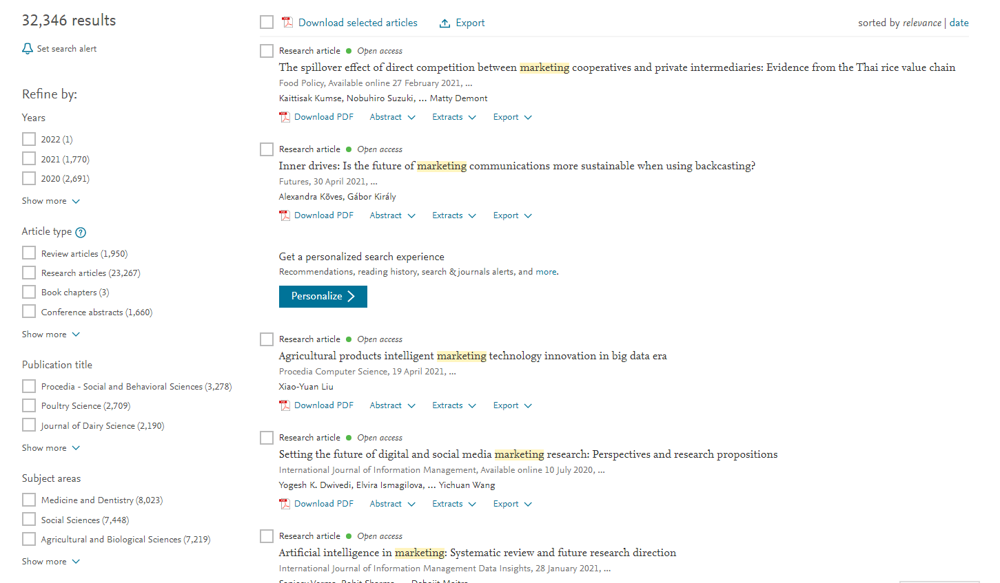 32,346 results
Set search alert
Refine by:
Years
2022 (1)
2021 (1,770)
2020 (2,691)
Show more
Article type ?
Review articles (1,950)
Research articles (23,267)
Book chapters (3)
Conference abstracts (1,660)
Show more
Publication title
Procedia - Social and Behavioral Sciences (3,278)
Poultry Science (2,709)
Journal of Dairy Science (2,190)
Show more
Subject areas
Medicine and Dentistry (8,023)
Social Sciences (7,448)
Agricultural and Biological Sciences (7,219)
Show more
Download selected articles Export sorted by relevance | date
Research article Open access
The spillover effect of direct competition between marketing cooperatives and private intermediaries: Evidence from the Thai rice value chain
Food Policy, Available online 27 February 2021, ...
Kaittisak Kumse, Nobuhiro Suzuki, ... Matty Demont
Download PDF Abstract Extracts Export
Research article Open access
Inner drives: Is the future of marketing communications more sustainable when using backcasting?
Futures, 30 April 2021, ...
Alexandra Köves, Gábor Király
Download PDF Abstract Extracts Export
Get a personalized search experience
Recommendations, reading history, search & journals alerts, and more.
Personalize
Research article Open access
Agricultural products intelligent marketing technology innovation in big data era
Procedia Computer Science, 19 April 2021, ...
Xiao-Yuan Liu
Download PDF Abstract Extracts Export
Research article Open access
Setting the future of digital and social media marketing research: Perspectives and research propositions
International Journal of Information Management, Available online 10 July 2020, ...
Yogesh K. Dwivedi, Elvira Ismagilova, ... Yichuan Wang
Download PDF Abstract Extracts Export
Research article Open access
Artificial intelligence in marketing: Systematic review and future research direction
International Journal of Information Management Data Insights, 28 January 2021, ...